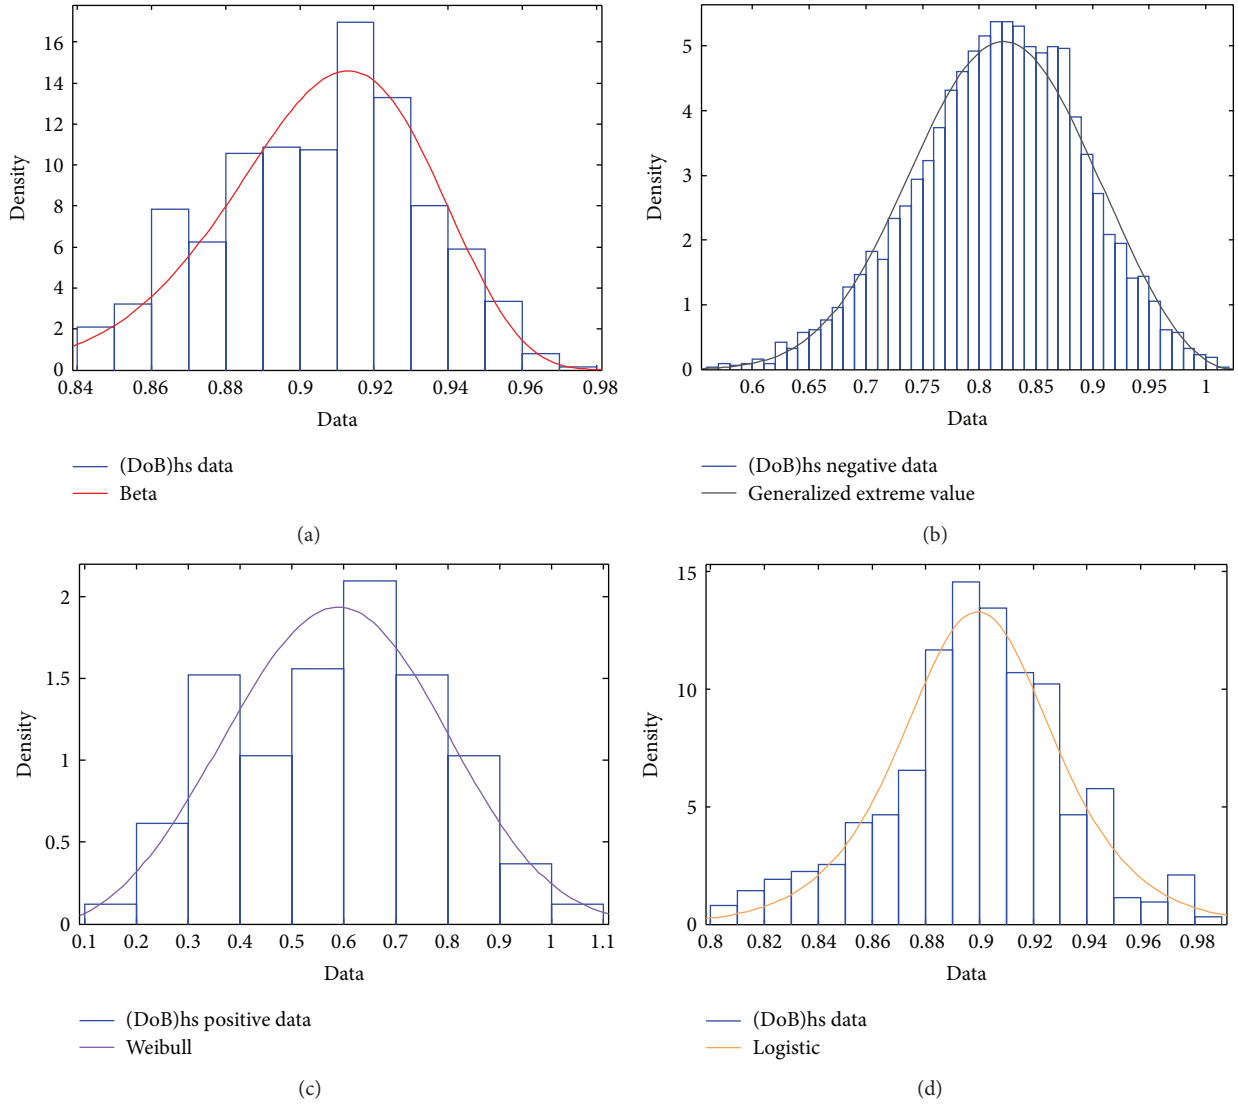 16
14
12
10
8
6
4
2
0
Density
0.84 0.86 0.88 0.9 0.92 0.94 0.96 0.98
Data
(DoB)hs data
Beta
(a)
5
4
3
2
1
0
Density
0.6 0.65 0.7 0.75 0.8 0.85 0.9 0.95 1
Data
(DoB)hs negative data
Generalized extreme value
(b)
2
1.5
1
0.5
0
Density
0.1 0.2 0.3 0.4 0.5 0.6 0.7 0.8 0.9 1 1.1
Data
(DoB)hs positive data
Weibull
(c)
15
10
5
0
Density
0.8 0.82 0.84 0.86 0.88 0.9 0.92 0.94 0.96 0.98
Data
(DoB)hs data
Logistic
(d)